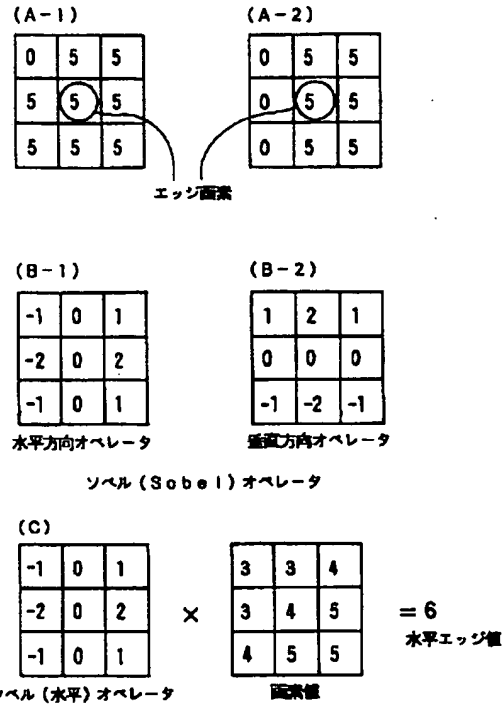 (A-1) (A-2)
0 5 5 0 5 5
5 5 5 0 5 5
5 5 5 0 5 5
エッジ画素
(B-1) (B-2)
-1 0 1 1 2 1
-2 0 2 0 0 0
-1 0 1 -1 -2 -1
水平方向オペレータ 垂直方向オペレータ
ソベル(Sobel)オペレータ
(C)
-1 0 1 3 3 4
-2 0 2 × 3 4 5 =6
-1 0 1 4 5 5
水平エッジ値
ベル(水平)オペレータ 画素値